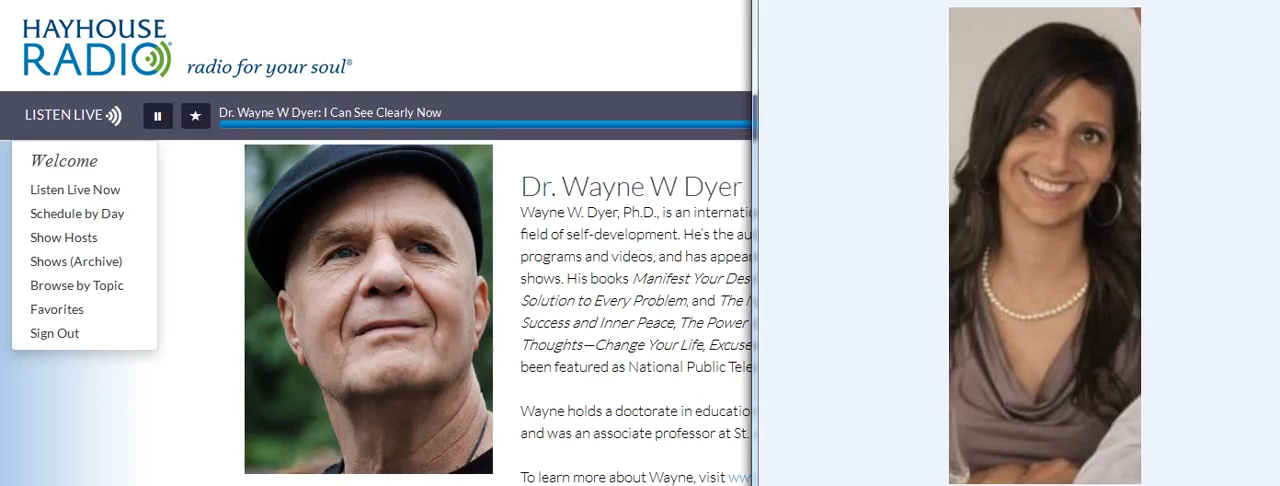 HAYHOUSE
RADIO®
radio for your soul®
LISTEN LIVE
Dr. Wayne W Dyer: I Can See Clearly Now
Welcome
Listen Live Now
Schedule by Day
Show Hosts
Shows (Archive)
Browse by Topic
Favorites
Sign Out
Dr. Wayne W Dyer
Wayne W. Dyer, Ph.D., is an internatio
field of self-development. He's the au
programs and videos, and has appear
shows. His books Manifest Your Des
Solution to Every Problem, and The
Success and Inner Peace, The Power
Thoughts—Change Your Life, Excuse
been featured as National Public Tele
Wayne holds a doctorate in educatio
and was an associate professor at St.
To learn more about Wayne, visit ww